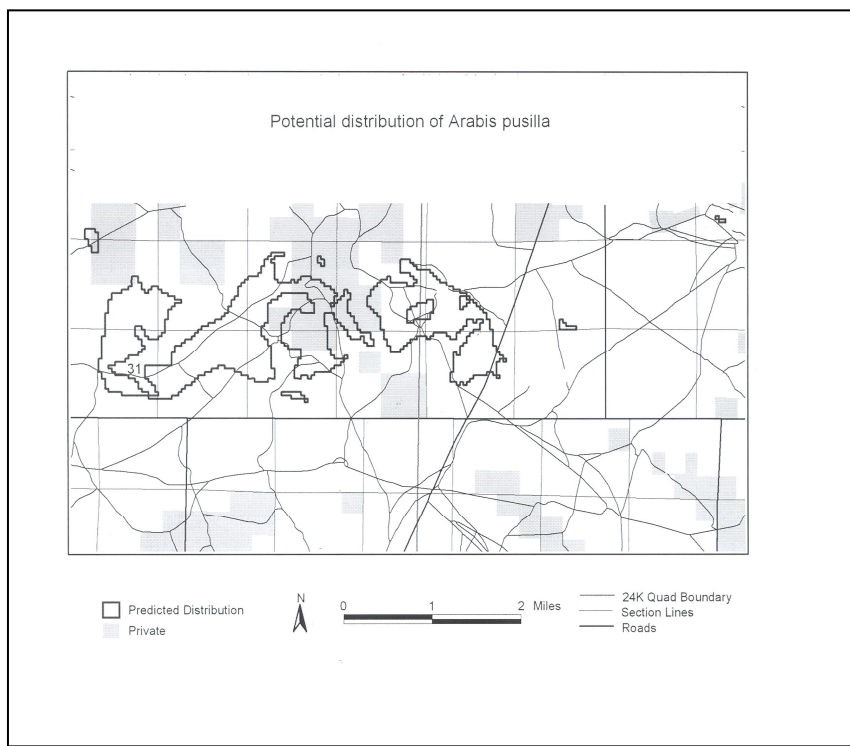 Potential distribution of Arabis pusilla
31
Predicted Distribution
Private
N
0 1 2 Miles
24K Quad Boundary
Section Lines
Roads